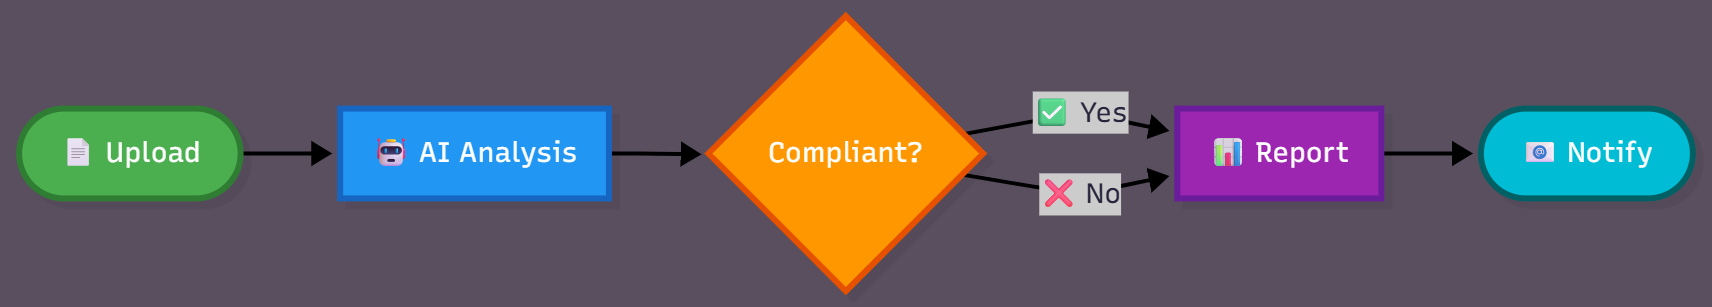 Upload
AI Analysis
Compliant?
Yes
No
Report
Notify